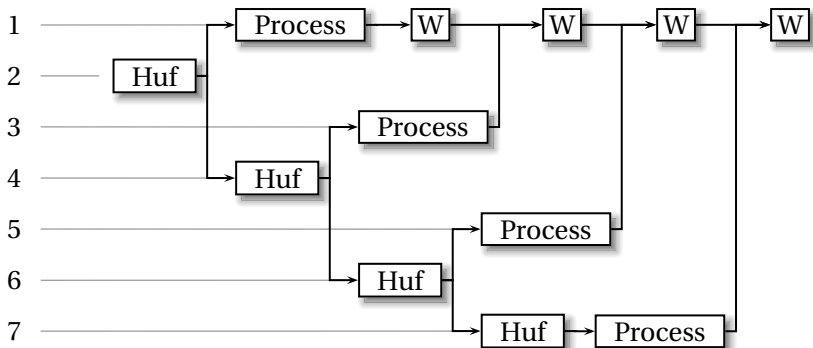 1 Process W W W W
2 Huf
3 Process
4 Huf
5 Process
6 Huf
7 Huf Process